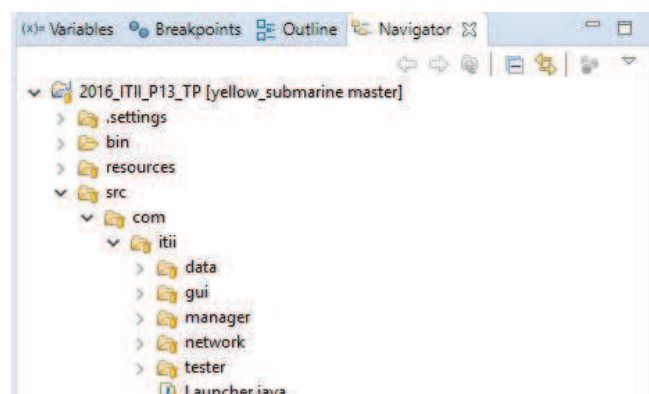 (x)= Variables Breakpoints Outline Navigator
2016_ITII_P13_TP [yellow_submarine master]
.settings
bin
resources
src
com
itii
data
gui
manager
network
tester
Launcher.java